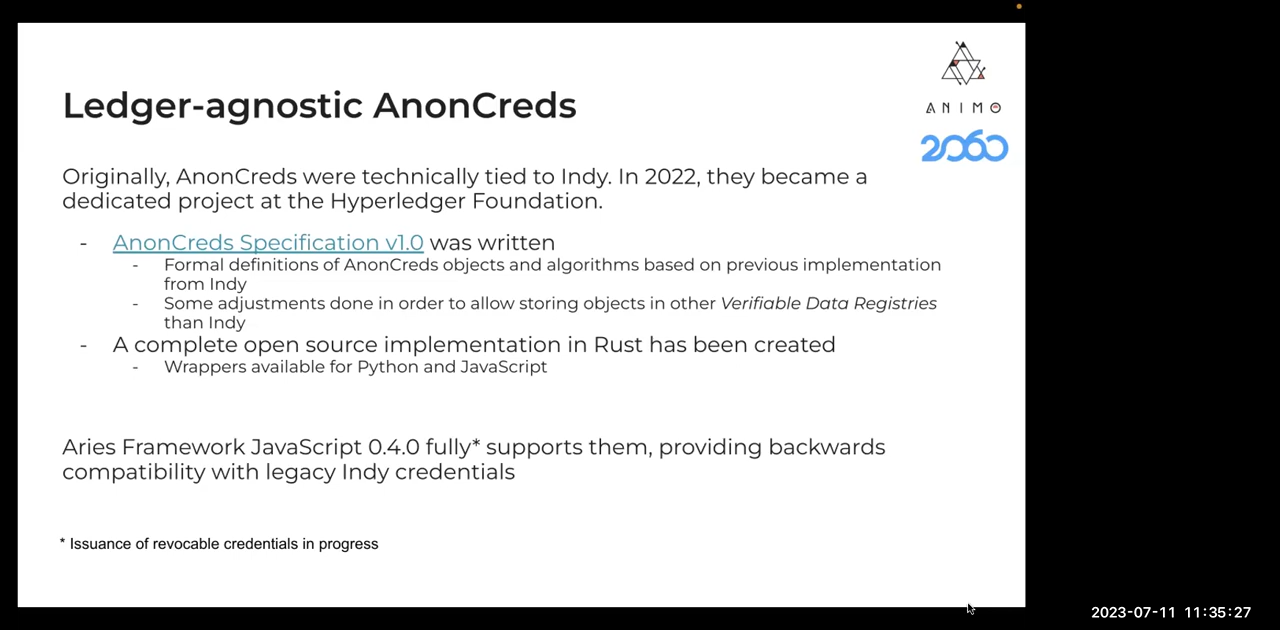 Ledger-agnostic AnonCreds
ANIMO
2060
Originally, AnonCreds were technically tied to Indy. In 2022, they became a
dedicated project at the Hyperledger Foundation.
- AnonCreds Specification v1.0 was written
- Formal definitions of AnonCreds objects and algorithms based on previous implementation
from Indy
- Some adjustments done in order to allow storing objects in other Verifiable Data Registries
than Indy
- A complete open source implementation in Rust has been created
- Wrappers available for Python and JavaScript
Aries Framework JavaScript 0.4.0 fully* supports them, providing backwards
compatibility with legacy Indy credentials
* Issuance of revocable credentials in progress
2023-07-11 11:35:27